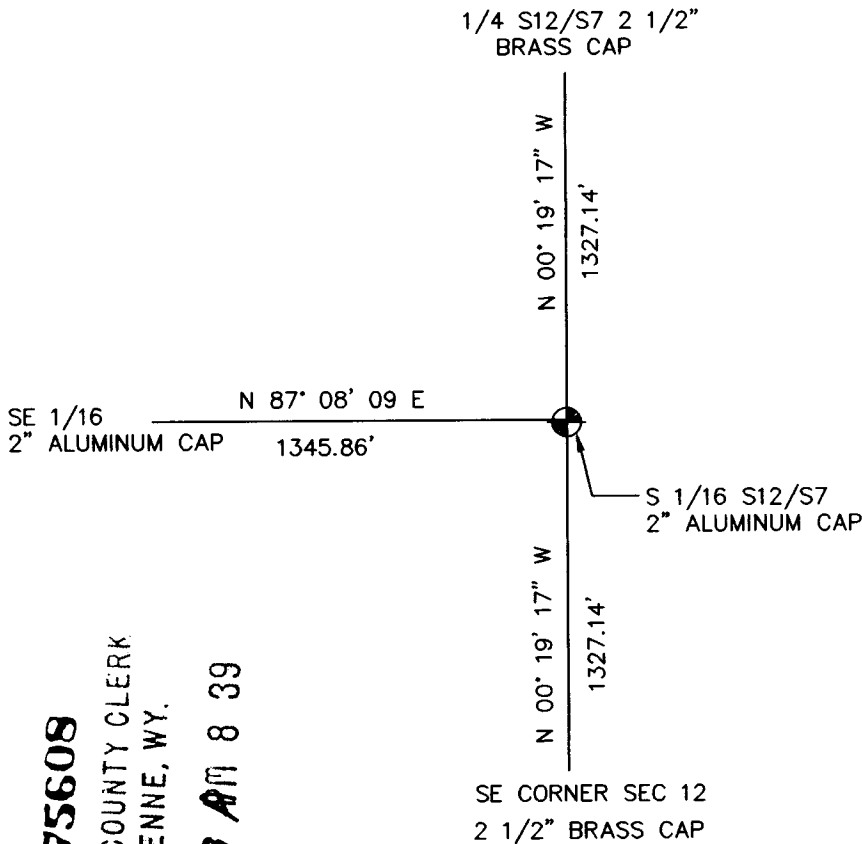 1/4 S12/S7 2 1/2"
BRASS CAP
N 00° 19' 17" W
1327.14'
N 87° 08' 09 E
1345.86'
SE 1/16
2" ALUMINUM CAP
S 1/16 S12/S7
2" ALUMINUM CAP
N 00° 19' 17" W
1327.14'
SE CORNER SEC 12
2 1/2" BRASS CAP
75608
COUNTY CLERK
ENNE, WY.
AM 8 39